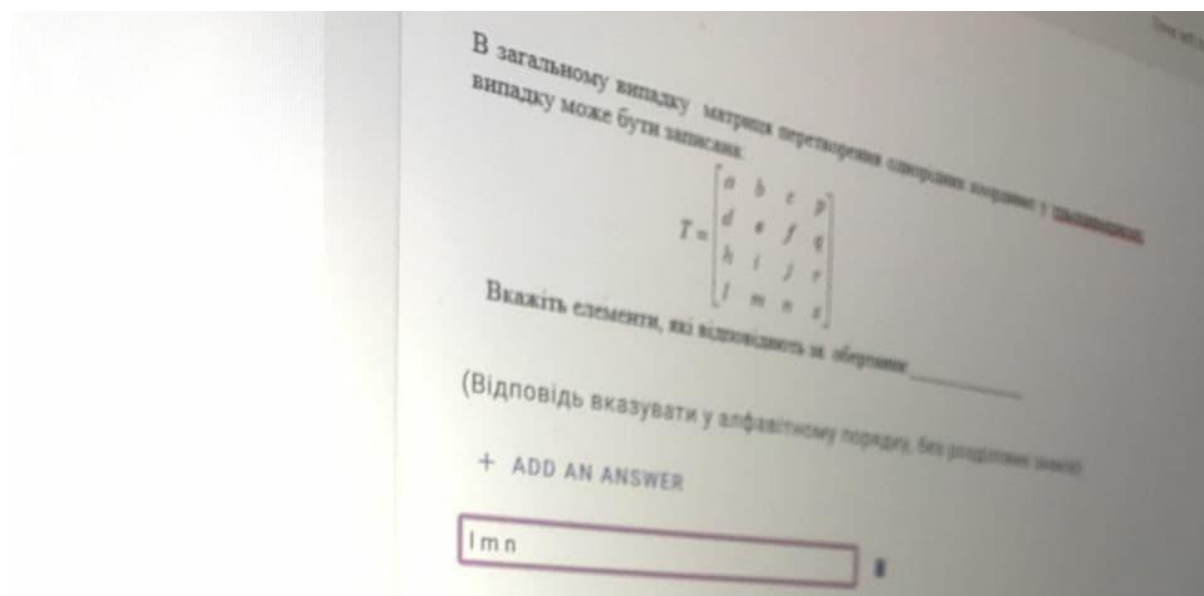 В загальному випадку матриця перетворення однорідних координат у
випадку може бути записана:
T = [a b c p
d e f q
h i j r
l m n s]
Вкажіть елементи, які відповідають за обертання:
(Відповідь вказувати у алфавітному порядку, без розділових знаків)
+ ADD AN ANSWER
l m n